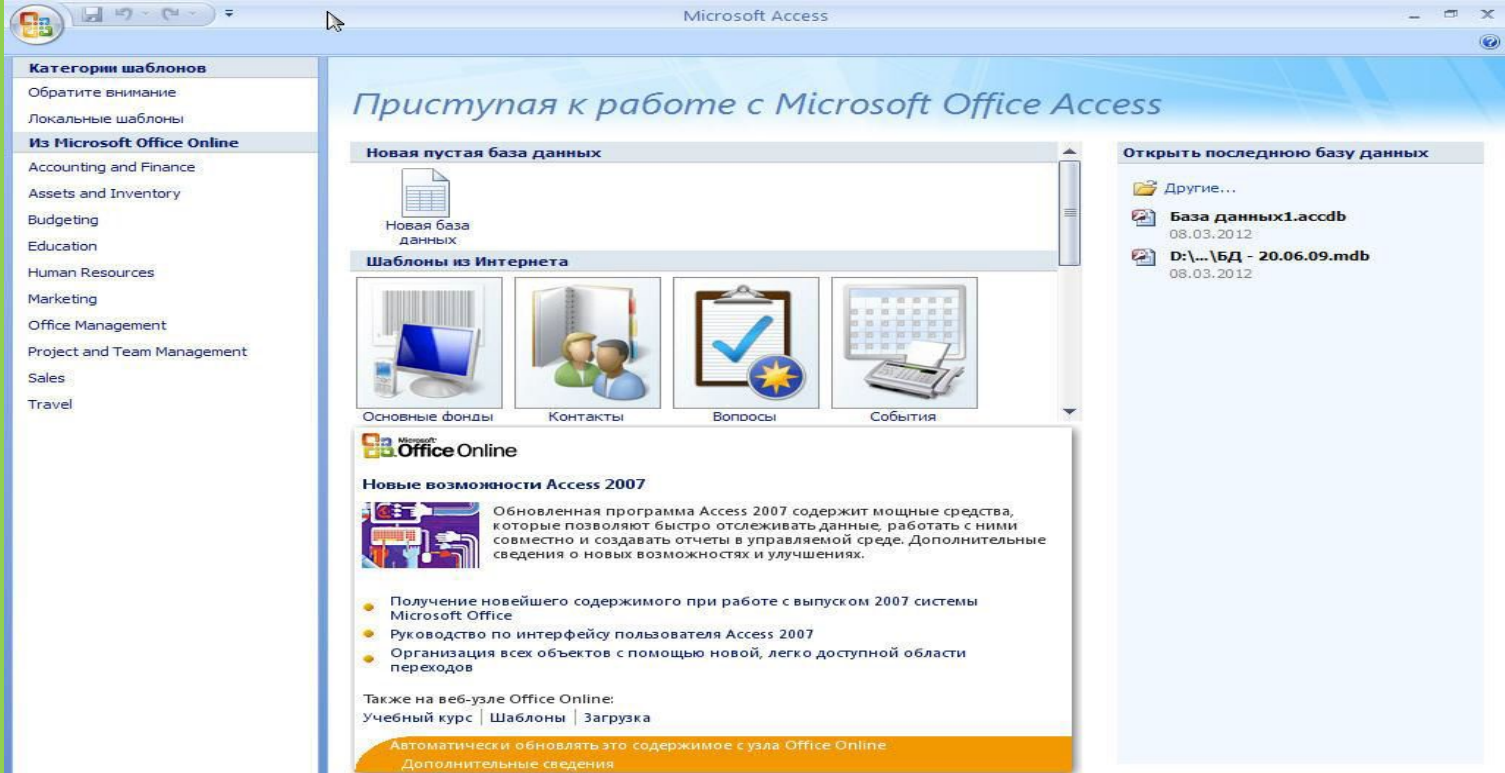 Microsoft Access
Категории шаблонов
Обратите внимание
Локальные шаблоны
Из Microsoft Office Online
Accounting and Finance
Assets and Inventory
Budgeting
Education
Human Resources
Marketing
Office Management
Project and Team Management
Sales
Travel
Приступая к работе с Microsoft Office Access
Новая пустая база данных
Новая база
данных
Шаблоны из Интернета
Основные фонды
Контакты
Вопросы
События
Microsoft
Office Online
Новые возможности Access 2007
Обновленная программа Access 2007 содержит мощные средства,
которые позволяют быстро отслеживать данные, работать с ними
совместно и создавать отчеты в управляемой среде. Дополнительные
сведения о новых возможностях и улучшениях.
Получение новейшего содержимого при работе с выпуском 2007 системы
Microsoft Office
Руководство по интерфейсу пользователя Access 2007
Организация всех объектов с помощью новой, легко доступной области
переходов
Также на веб-узле Office Online:
Учебный курс | Шаблоны | Загрузка
Автоматически обновлять это содержимое с узла Office Online
Дополнительные сведения
Открыть последнюю базу данных
Другие...
База данных1.accdb
08.03.2012
D:\...\БД - 20.06.09.mdb
08.03.2012